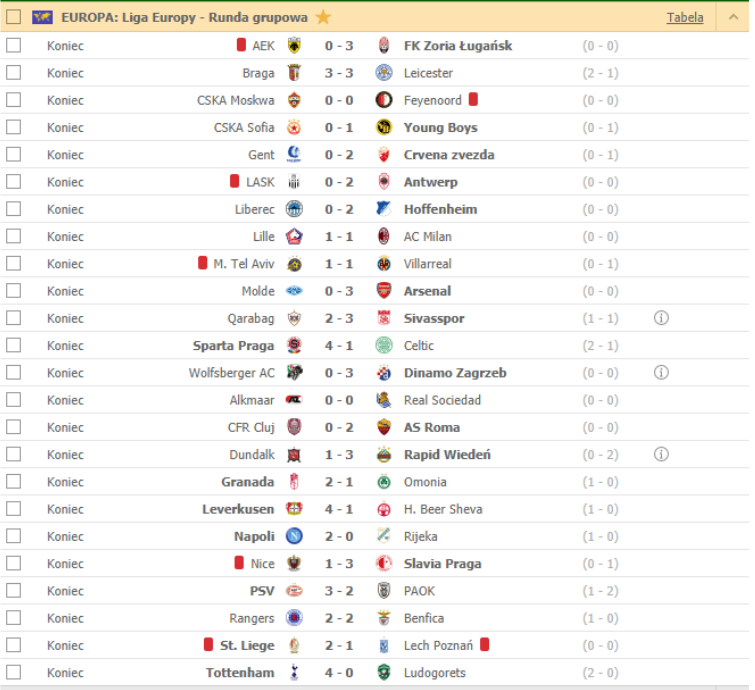 EUROPA: Liga Europy - Runda grupowa Tabela
Koniec AEK 0 - 3 FK Zoria Ługańsk (0 - 0)
Koniec Braga 3 - 3 Leicester (2 - 1)
Koniec CSKA Moskwa 0 - 0 Feyenoord (0 - 0)
Koniec CSKA Sofia 0 - 1 Young Boys (0 - 1)
Koniec Gent 0 - 2 Crvena zvezda (0 - 1)
Koniec LASK 0 - 2 Antwerp (0 - 0)
Koniec Liberec 0 - 2 Hoffenheim (0 - 0)
Koniec Lille 1 - 1 AC Milan (0 - 0)
Koniec M. Tel Aviv 1 - 1 Villarreal (0 - 1)
Koniec Molde 0 - 3 Arsenal (0 - 0)
Koniec Qarabag 2 - 3 Sivasspor (1 - 1)
Koniec Sparta Praga 4 - 1 Celtic (2 - 1)
Koniec Wolfsberger AC 0 - 3 Dinamo Zagrzeb (0 - 0)
Koniec Alkmaar 0 - 0 Real Sociedad (0 - 0)
Koniec CFR Cluj 0 - 2 AS Roma (0 - 0)
Koniec Dundalk 1 - 3 Rapid Wiedeń (0 - 2)
Koniec Granada 2 - 1 Omonia (1 - 0)
Koniec Leverkusen 4 - 1 H. Beer Sheva (1 - 0)
Koniec Napoli 2 - 0 Rijeka (1 - 0)
Koniec Nice 1 - 3 Slavia Praga (0 - 1)
Koniec PSV 3 - 2 PAOK (1 - 2)
Koniec Rangers 2 - 2 Benfica (1 - 0)
Koniec St. Liege 2 - 1 Lech Poznań (0 - 0)
Koniec Tottenham 4 - 0 Ludogorets (2 - 0)